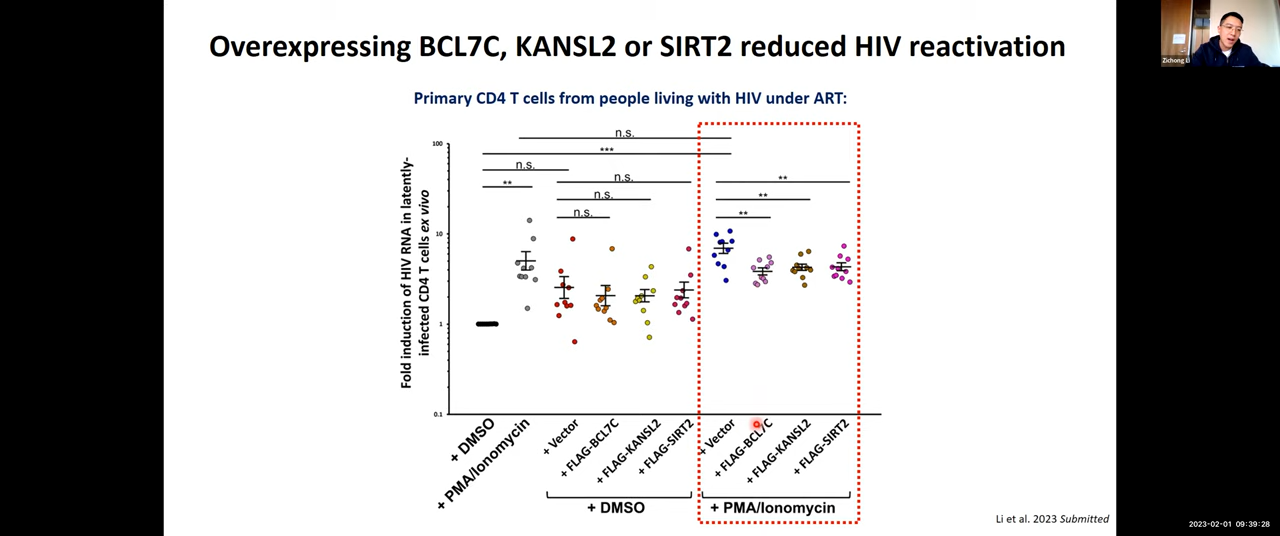 Overexpressing BCL7C, KANSL2 or SIRT2 reduced HIV reactivation
Zichong Li
Primary CD4 T cells from people living with HIV under ART:
Fold induction of HIV RNA in latently-
infected CD4 T cells ex vivo
100
10
1
0.1
n.s.
***
n.s.
**
n.s.
n.s.
n.s.
**
**
**
+ DMSO
+ PMA/Ionomycin
+ Vector
+ FLAG-BCL7C
+ FLAG-KANSL2
+ FLAG-SIRT2
+ Vector
+ FLAG-BCL7C
+ FLAG-KANSL2
+ FLAG-SIRT2
+ DMSO
+ PMA/Ionomycin
Li et al. 2023 Submitted
2023-02-01 09:39:28